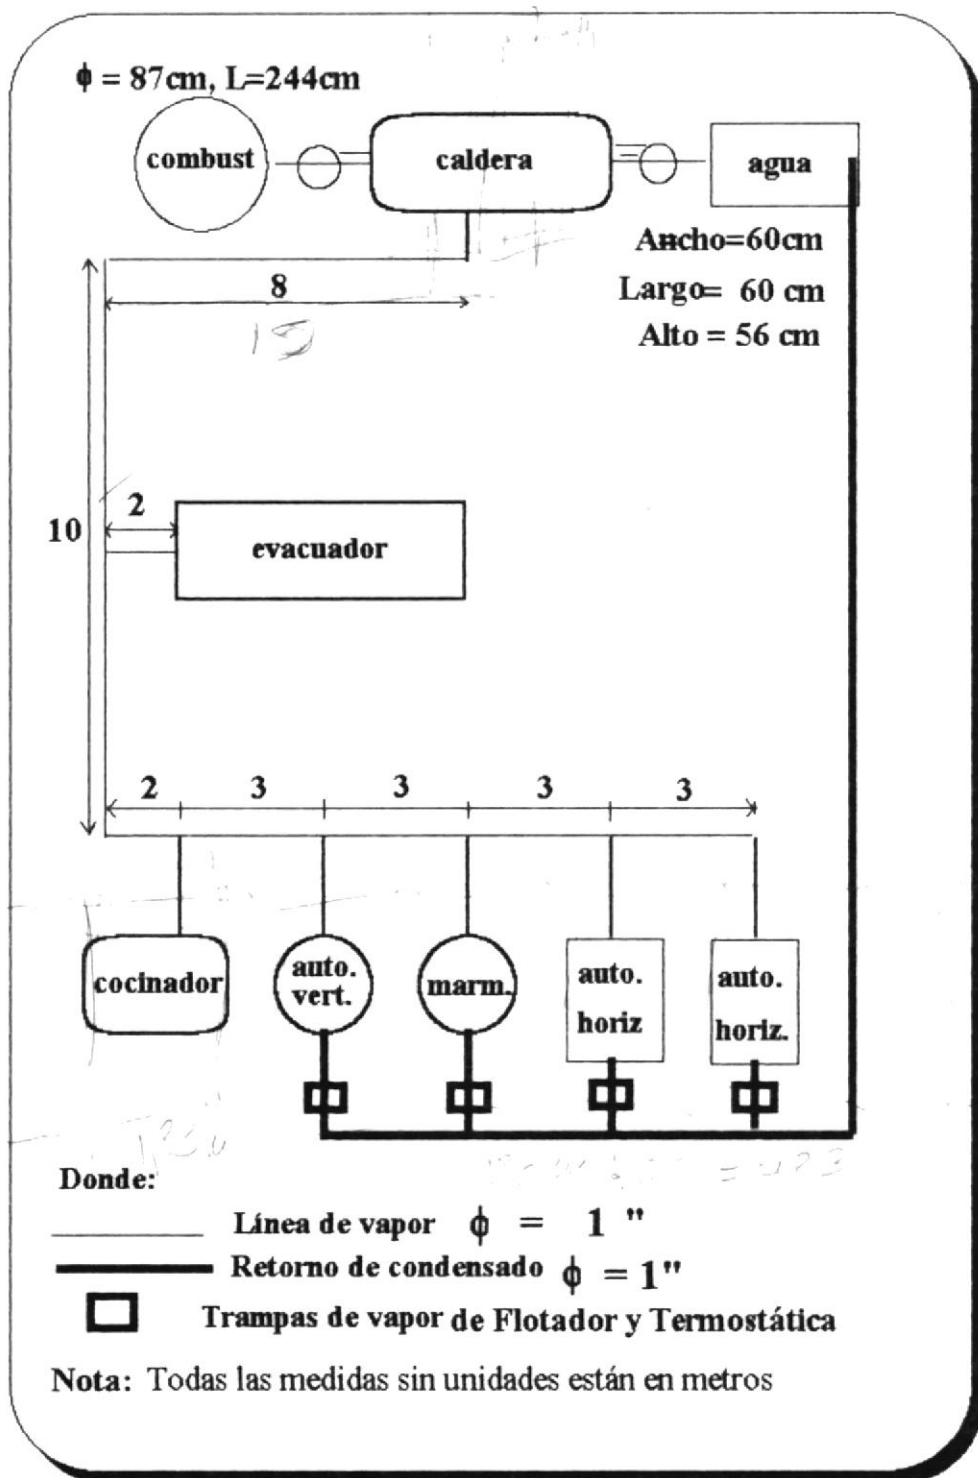 ϕ = 87cm, L=244cm
combust
caldera
agua
Ancho=60cm
Largo= 60 cm
Alto = 56 cm
8
15
10
2
evacuador
2 3 3 3 3
cocinador
auto.
vert.
marm.
auto.
horiz
auto.
horiz.
Donde:
Línea de vapor ϕ = 1 "
Retorno de condensado ϕ = 1"
Trampas de vapor de Flotador y Termostática
Nota: Todas las medidas sin unidades están en metros